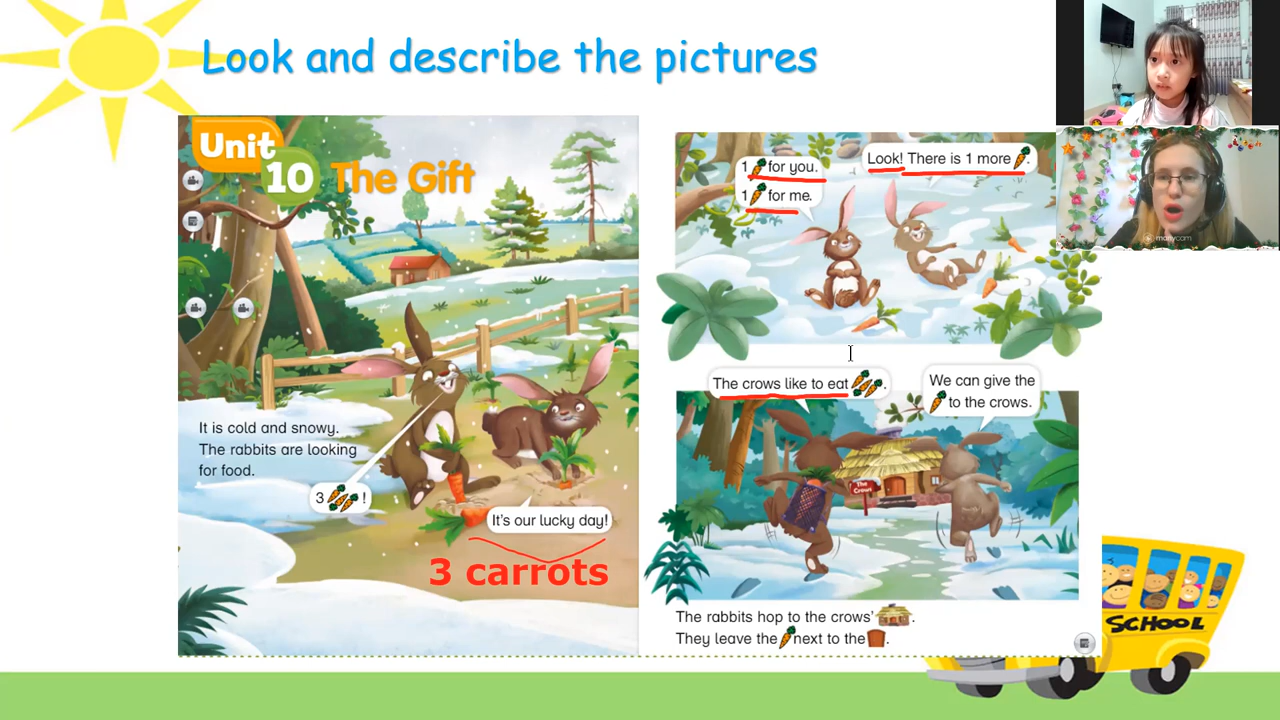 Look and describe the pictures
Unit
10 The Gift
It is cold and snowy.
The rabbits are looking
for food.
3 !
It's our lucky day!
3 carrots
1 for you.
1 for me.
Look! There is 1 more .
The crows like to eat .
We can give the
to the crows.
The Crows
The rabbits hop to the crows' .
They leave the next to the .
SCHOOL
manycam